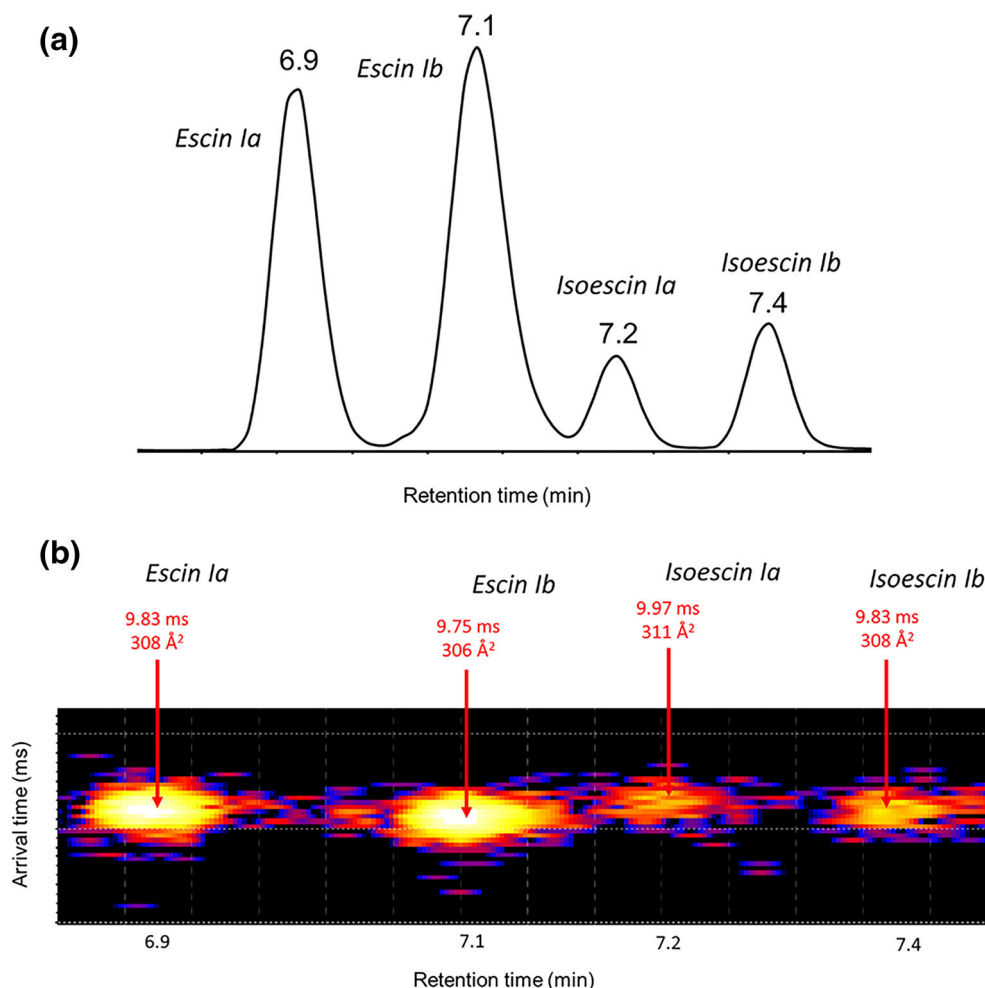 (a)
6.9
Escin Ia
7.1
Escin Ib
Isoescin Ia
7.2
Isoescin Ib
7.4
Retention time (min)
(b)
Escin Ia
9.83 ms
308 Å²
Escin Ib
9.75 ms
306 Å²
Isoescin Ia
9.97 ms
311 Å²
Isoescin Ib
9.83 ms
308 Å²
Arrival time (ms)
6.9
7.1
7.2
7.4
Retention time (min)